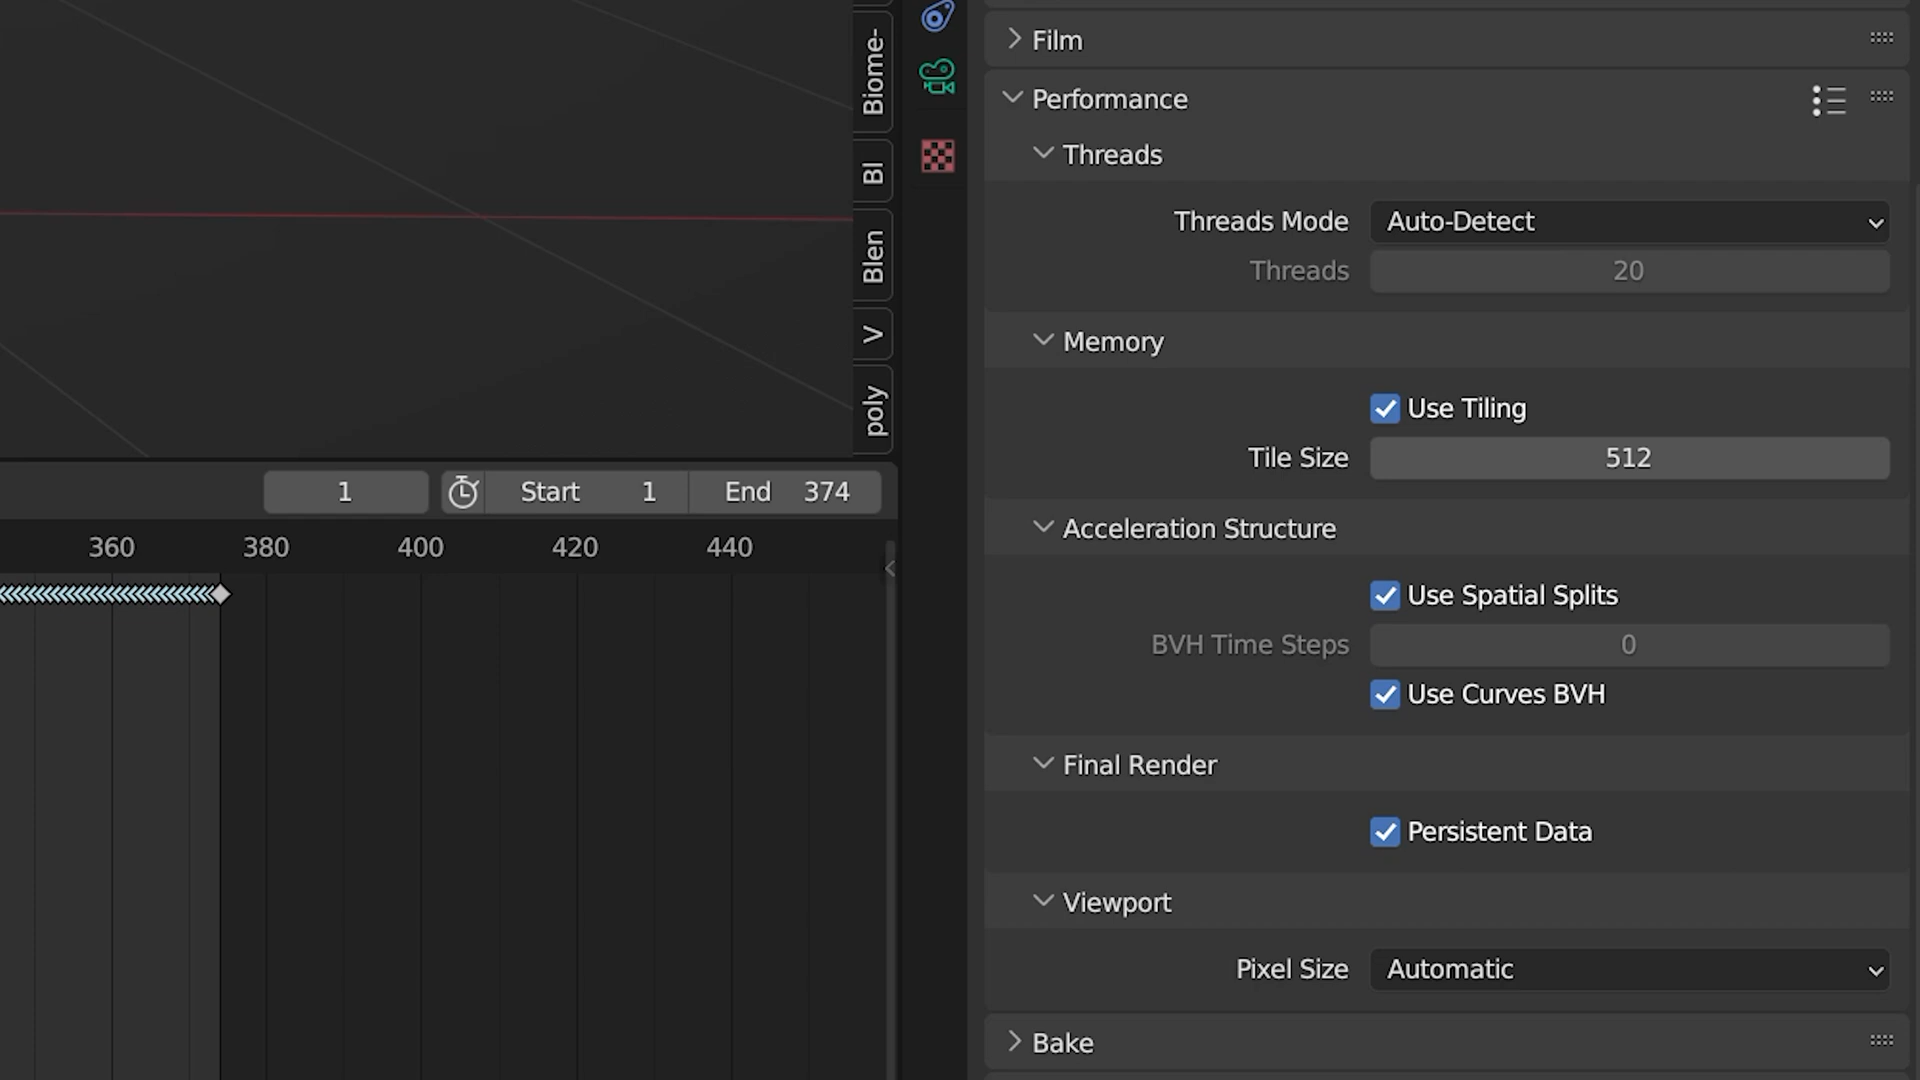 Biome-
Bl
Blen
V
poly
1
Start 1
End 374
360 380 400 420 440
Film
Performance
Threads
Threads Mode Auto-Detect
Threads 20
Memory
Use Tiling
Tile Size 512
Acceleration Structure
Use Spatial Splits
BVH Time Steps 0
Use Curves BVH
Final Render
Persistent Data
Viewport
Pixel Size Automatic
Bake